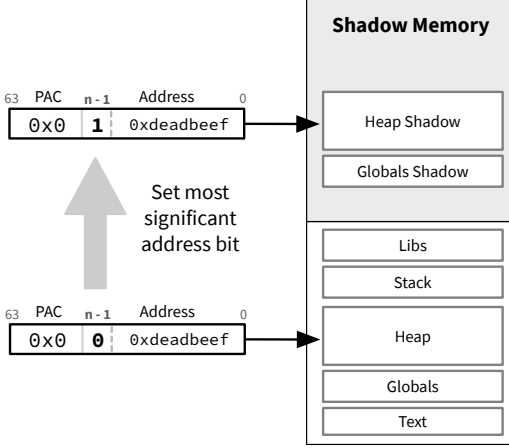 Shadow Memory
63 PAC n-1 Address 0
0x0 1 0xdeadbeef
Heap Shadow
Globals Shadow
Set most
significant
address bit
Libs
Stack
63 PAC n-1 Address 0
0x0 0 0xdeadbeef
Heap
Globals
Text